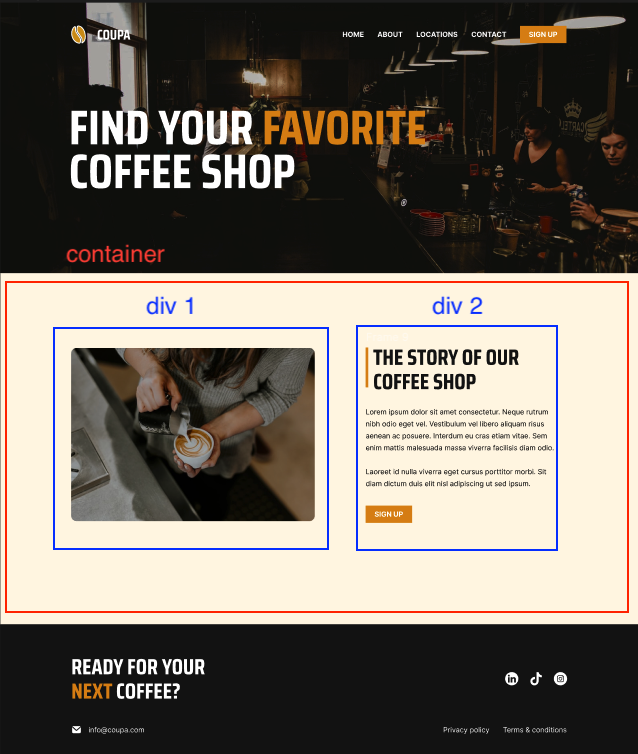 COUPA
HOME ABOUT LOCATIONS CONTACT SIGN UP
FIND YOUR FAVORITE
COFFEE SHOP
container
div 1
div 2
THE STORY OF OUR
COFFEE SHOP
Lorem ipsum dolor sit amet consectetur. Neque rutrum
nibh odio eget vel. Vestibulum vel libero aliquam risus
aenean ac posuere. Interdum eu cras etiam vitae. Sem
enim mattis malesuada massa viverra facilisis diam odio.
Laoreet id nulla viverra eget cursus porttitor morbi. Sit
diam dictum duis elit nisl adipiscing ut sed ipsum.
SIGN UP
READY FOR YOUR
NEXT COFFEE?
in
info@coupa.com
Privacy policy Terms & conditions